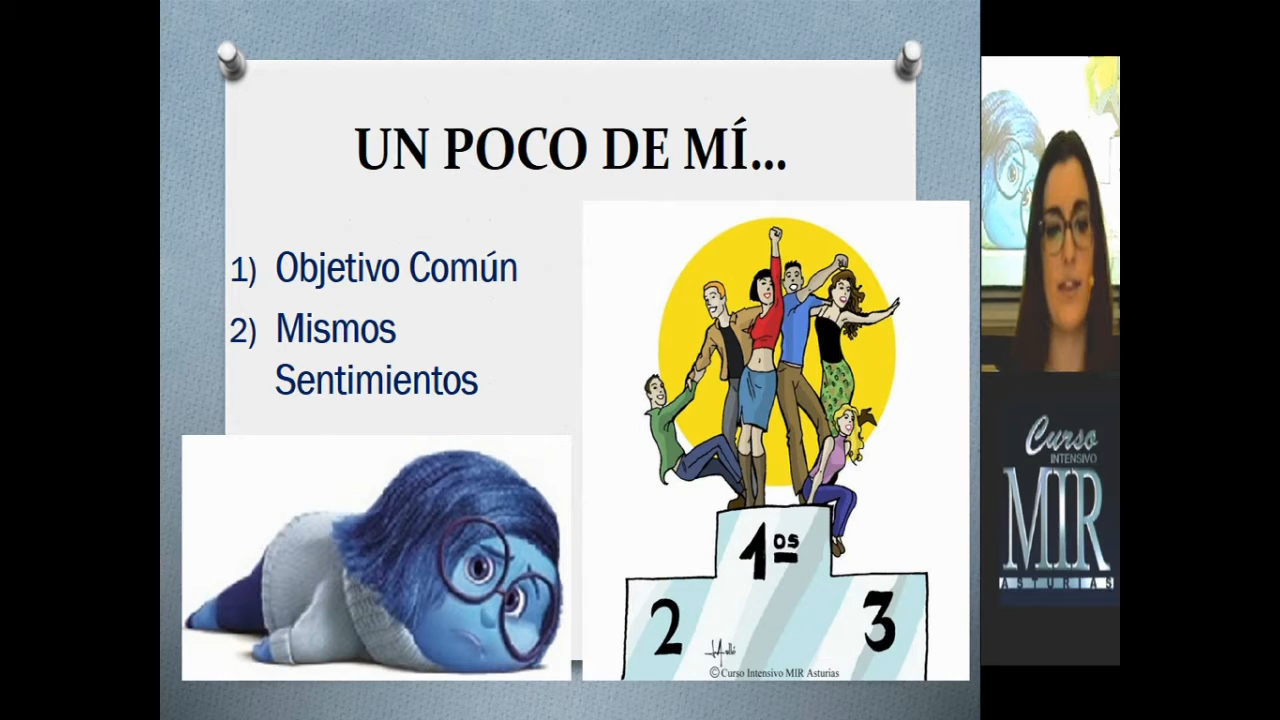 UN POCO DE MÍ...
1) Objetivo Común
2) Mismos
Sentimientos
1os
2
3
© Curso Intensivo MIR Asturias
Curso
INTENSIVO
MIR
ASTURIAS